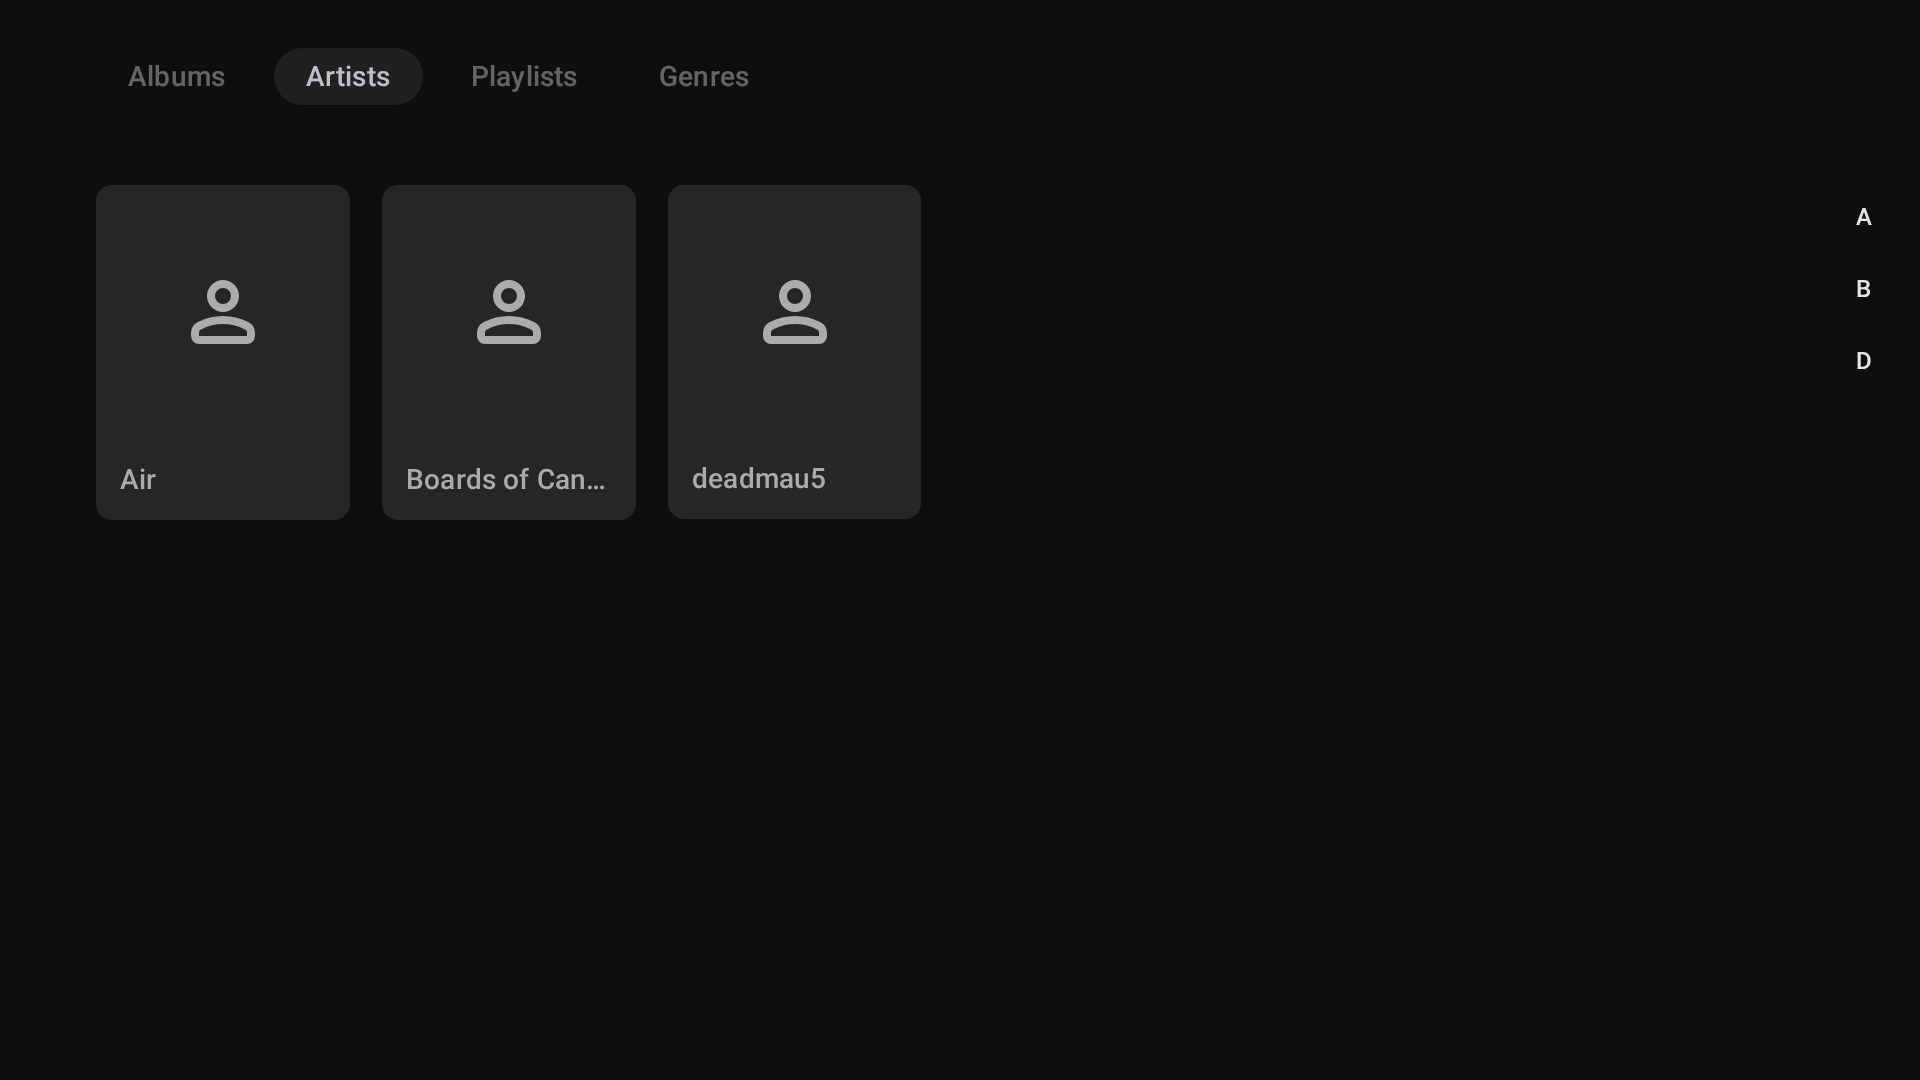 Albums
Artists
Playlists
Genres
Air
Boards of Can...
deadmau5
A
B
D